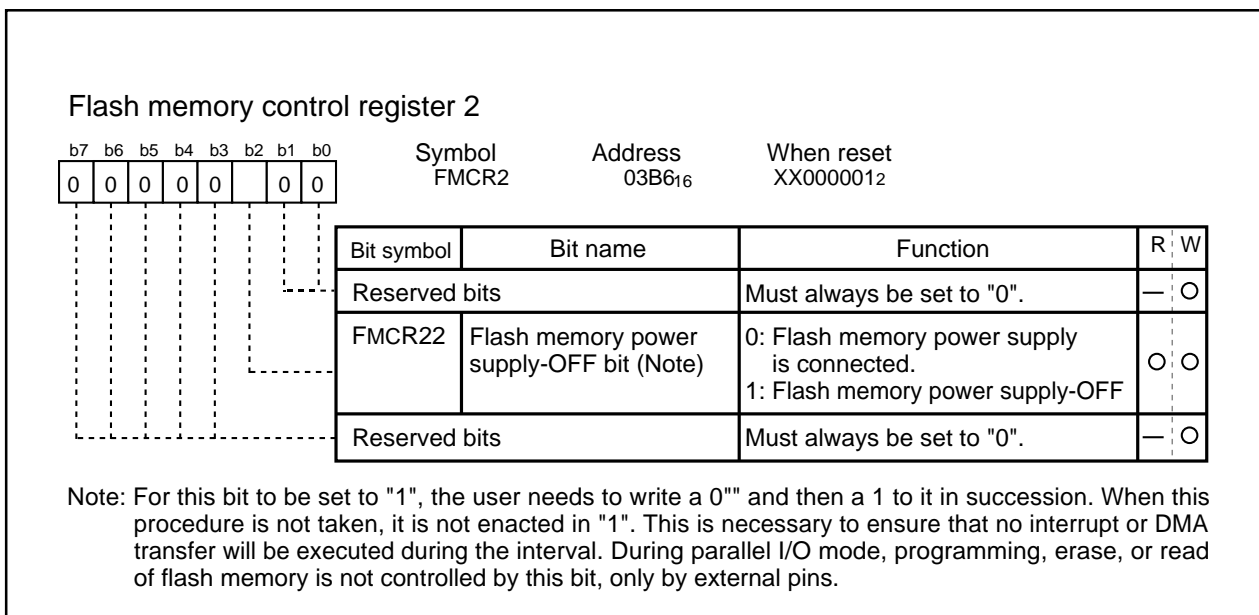 Flash memory control register 2
b7 b6 b5 b4 b3 b2 b1 b0
0 0 0 0 0 0 0
Symbol Address When reset
FMCR2 03B616 XX0000012
Bit symbol Bit name Function R W
Reserved bits Must always be set to "0". — O
FMCR22 Flash memory power supply-OFF bit (Note) 0: Flash memory power supply is connected. 1: Flash memory power supply-OFF O O
Reserved bits Must always be set to "0". — O
Note: For this bit to be set to "1", the user needs to write a 0"" and then a 1 to it in succession. When this
procedure is not taken, it is not enacted in "1". This is necessary to ensure that no interrupt or DMA
transfer will be executed during the interval. During parallel I/O mode, programming, erase, or read
of flash memory is not controlled by this bit, only by external pins.